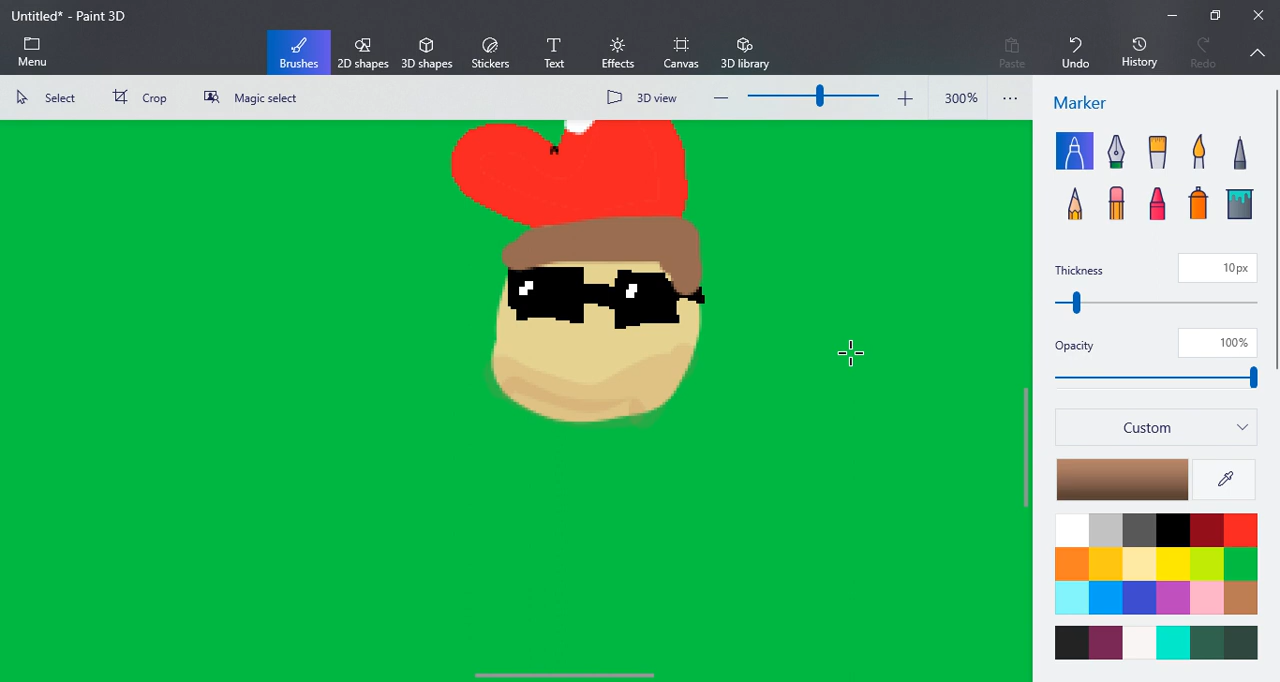 Untitled* - Paint 3D
Menu
Brushes
2D shapes
3D shapes
Stickers
Text
Effects
Canvas
3D library
Paste
Undo
History
Redo
Select
Crop
Magic select
3D view
300%
Marker
Thickness
10px
Opacity
100%
Custom